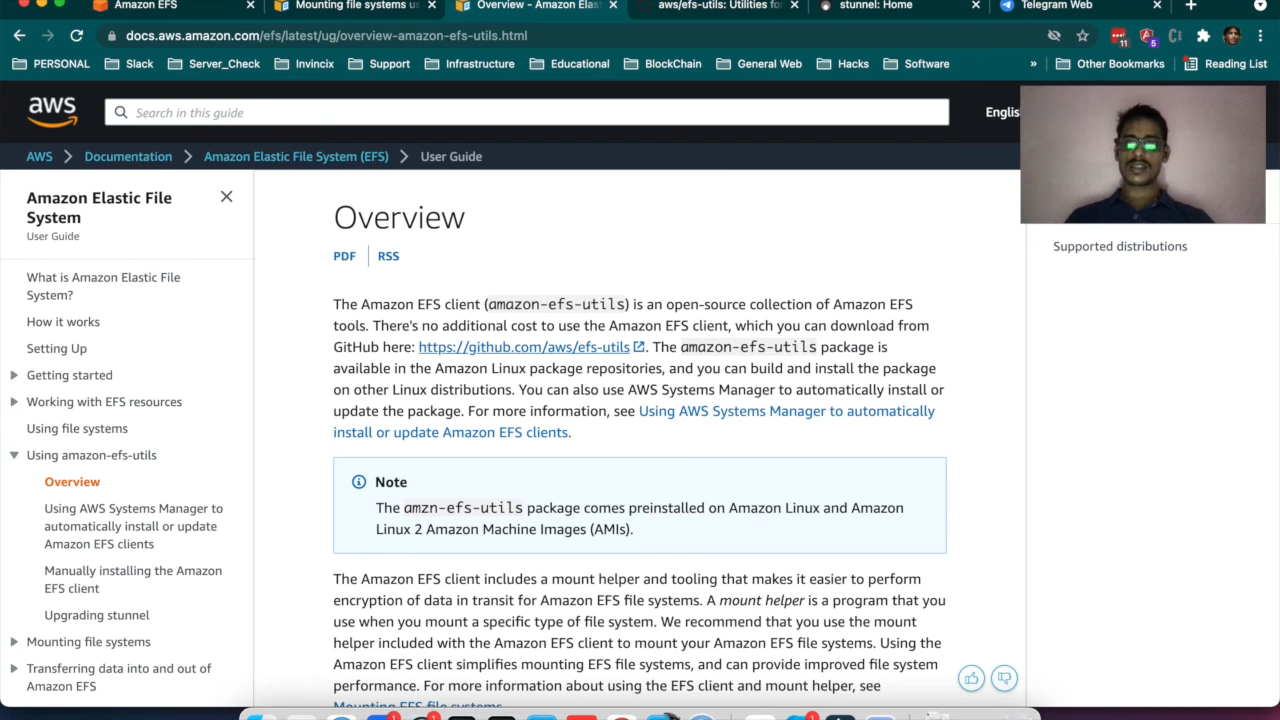 Amazon EFS
Mounting file systems u
Overview - Amazon Elast
aws/efs-utils: Utilities fo
stunnel: Home
Telegram Web
docs.aws.amazon.com/efs/latest/ug/overview-amazon-efs-utils.html
11
5
PERSONAL
Slack
Server_Check
Invincix
Support
Infrastructure
Educational
BlockChain
General Web
Hacks
Software
»
Other Bookmarks
Reading List
aws
Search in this guide
Englis
AWS
Documentation
Amazon Elastic File System (EFS)
User Guide
Amazon Elastic File
System
User Guide
What is Amazon Elastic File
System?
How it works
Setting Up
Getting started
Working with EFS resources
Using file systems
Using amazon-efs-utils
Overview
Using AWS Systems Manager to
automatically install or update
Amazon EFS clients
Manually installing the Amazon
EFS client
Upgrading stunnel
Mounting file systems
Transferring data into and out of
Amazon EFS
Overview
PDF
RSS
The Amazon EFS client (amazon-efs-utils) is an open-source collection of Amazon EFS
tools. There's no additional cost to use the Amazon EFS client, which you can download from
GitHub here: https://github.com/aws/efs-utils. The amazon-efs-utils package is
available in the Amazon Linux package repositories, and you can build and install the package
on other Linux distributions. You can also use AWS Systems Manager to automatically install or
update the package. For more information, see Using AWS Systems Manager to automatically
install or update Amazon EFS clients.
Note
The amzn-efs-utils package comes preinstalled on Amazon Linux and Amazon
Linux 2 Amazon Machine Images (AMIs).
The Amazon EFS client includes a mount helper and tooling that makes it easier to perform
encryption of data in transit for Amazon EFS file systems. A mount helper is a program that you
use when you mount a specific type of file system. We recommend that you use the mount
helper included with the Amazon EFS client to mount your Amazon EFS file systems. Using the
Amazon EFS client simplifies mounting EFS file systems, and can provide improved file system
performance. For more information about using the EFS client and mount helper, see
Mounting EFS file systems.
Supported distributions